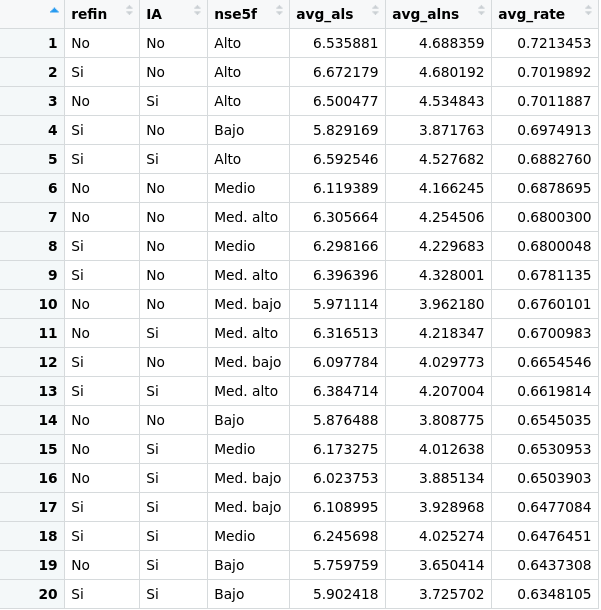 refin IA nse5f avg_als avg_alns avg_rate
1 No No Alto 6.535881 4.688359 0.7213453
2 Si No Alto 6.672179 4.680192 0.7019892
3 No Si Alto 6.500477 4.534843 0.7011887
4 Si No Bajo 5.829169 3.871763 0.6974913
5 Si Si Alto 6.592546 4.527682 0.6882760
6 No No Medio 6.119389 4.166245 0.6878695
7 No No Med. alto 6.305664 4.254506 0.6800300
8 Si No Medio 6.298166 4.229683 0.6800048
9 Si No Med. alto 6.396396 4.328001 0.6781135
10 No No Med. bajo 5.971114 3.962180 0.6760101
11 No Si Med. alto 6.316513 4.218347 0.6700983
12 Si No Med. bajo 6.097784 4.029773 0.6654546
13 Si Si Med. alto 6.384714 4.207004 0.6619814
14 No No Bajo 5.876488 3.808775 0.6545035
15 No Si Medio 6.173275 4.012638 0.6530953
16 No Si Med. bajo 6.023753 3.885134 0.6503903
17 Si Si Med. bajo 6.108995 3.928968 0.6477084
18 Si Si Medio 6.245698 4.025274 0.6476451
19 No Si Bajo 5.759759 3.650414 0.6437308
20 Si Si Bajo 5.902418 3.725702 0.6348105